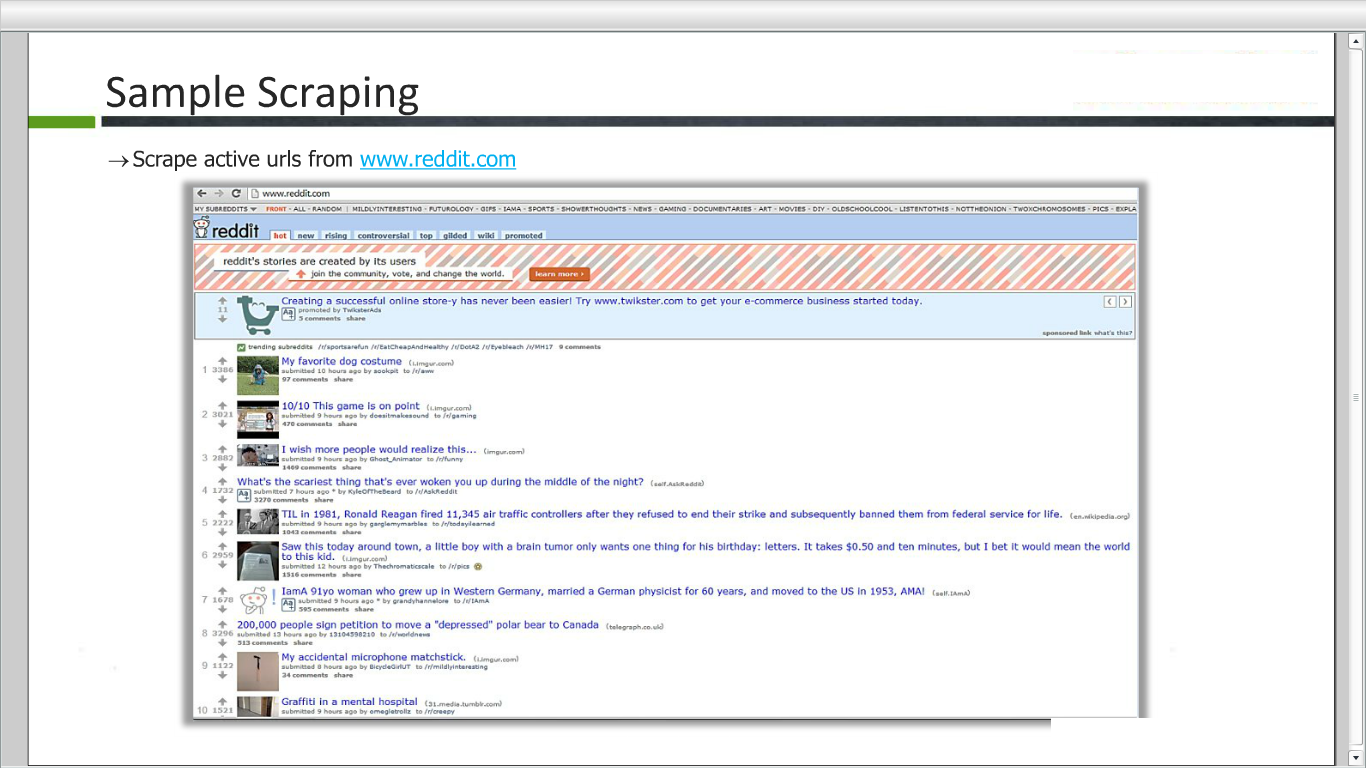 Sample Scraping
→Scrape active urls from www.reddit.com
www.reddit.com
MY SUBREDDITS FRONT - ALL - RANDOM | MILDLYINTERESTING - FUTUROLOGY - GIFS - IAMA - SPORTS - SHOWERTHOUGHTS - NEWS - GAMING - DOCUMENTARIES - ART - MOVIES - DIY - OLDSCHOOLCOOL - LISTENTOTHIS - NOTTHEONION - TWOXCHROMOSOMES - PICS - EXPLA
reddit hot new rising controversial top gilded wiki promoted
reddit's stories are created by its users
join the community, vote, and change the world. learn more ›
Creating a successful online store-y has never been easier! Try www.twikster.com to get your e-commerce business started today.
11 Aa promoted by TwiksterAds
5 comments share
sponsored link what's this?
trending subreddits /r/sportsarefun /r/EatCheapAndHealthy /r/DotA2 /r/Eyebleach /r/MH17 9 comments
My favorite dog costume (i.imgur.com)
1 3386 submitted 10 hours ago by sookpit to /r/aww
97 comments share
10/10 This game is on point (i.imgur.com)
2 3021 submitted 9 hours ago by doesitmakesound to /r/gaming
470 comments share
I wish more people would realize this... (imgur.com)
3 2882 submitted 9 hours ago by Ghost_Animator to /r/funny
1409 comments share
What's the scariest thing that's ever woken you up during the middle of the night? (self.AskReddit)
4 1732 Aa submitted 7 hours ago * by KyleOfTheBeard to /r/AskReddit
3270 comments share
TIL in 1981, Ronald Reagan fired 11,345 air traffic controllers after they refused to end their strike and subsequently banned them from federal service for life. (en.wikipedia.org)
5 2222 submitted 9 hours ago by garglemymarbles to /r/todayilearned
1043 comments share
Saw this today around town, a little boy with a brain tumor only wants one thing for his birthday: letters. It takes $0.50 and ten minutes, but I bet it would mean the world
to this kid. (i.imgur.com)
6 2959 submitted 12 hours ago by Thechromaticscale to /r/pics
1516 comments share
IamA 91yo woman who grew up in Western Germany, married a German physicist for 60 years, and moved to the US in 1953, AMA! (self.IAmA)
7 1678 Aa submitted 9 hours ago * by grandyhannelore to /r/IAmA
595 comments share
200,000 people sign petition to move a "depressed" polar bear to Canada (telegraph.co.uk)
8 3296 submitted 13 hours ago by 13104598210 to /r/worldnews
513 comments share
My accidental microphone matchstick. (i.imgur.com)
9 1122 submitted 8 hours ago by BicycleGirlUT to /r/mildlyinteresting
34 comments share
Graffiti in a mental hospital (31.media.tumblr.com)
10 1521 submitted 9 hours ago by omegletrollz to /r/creepy